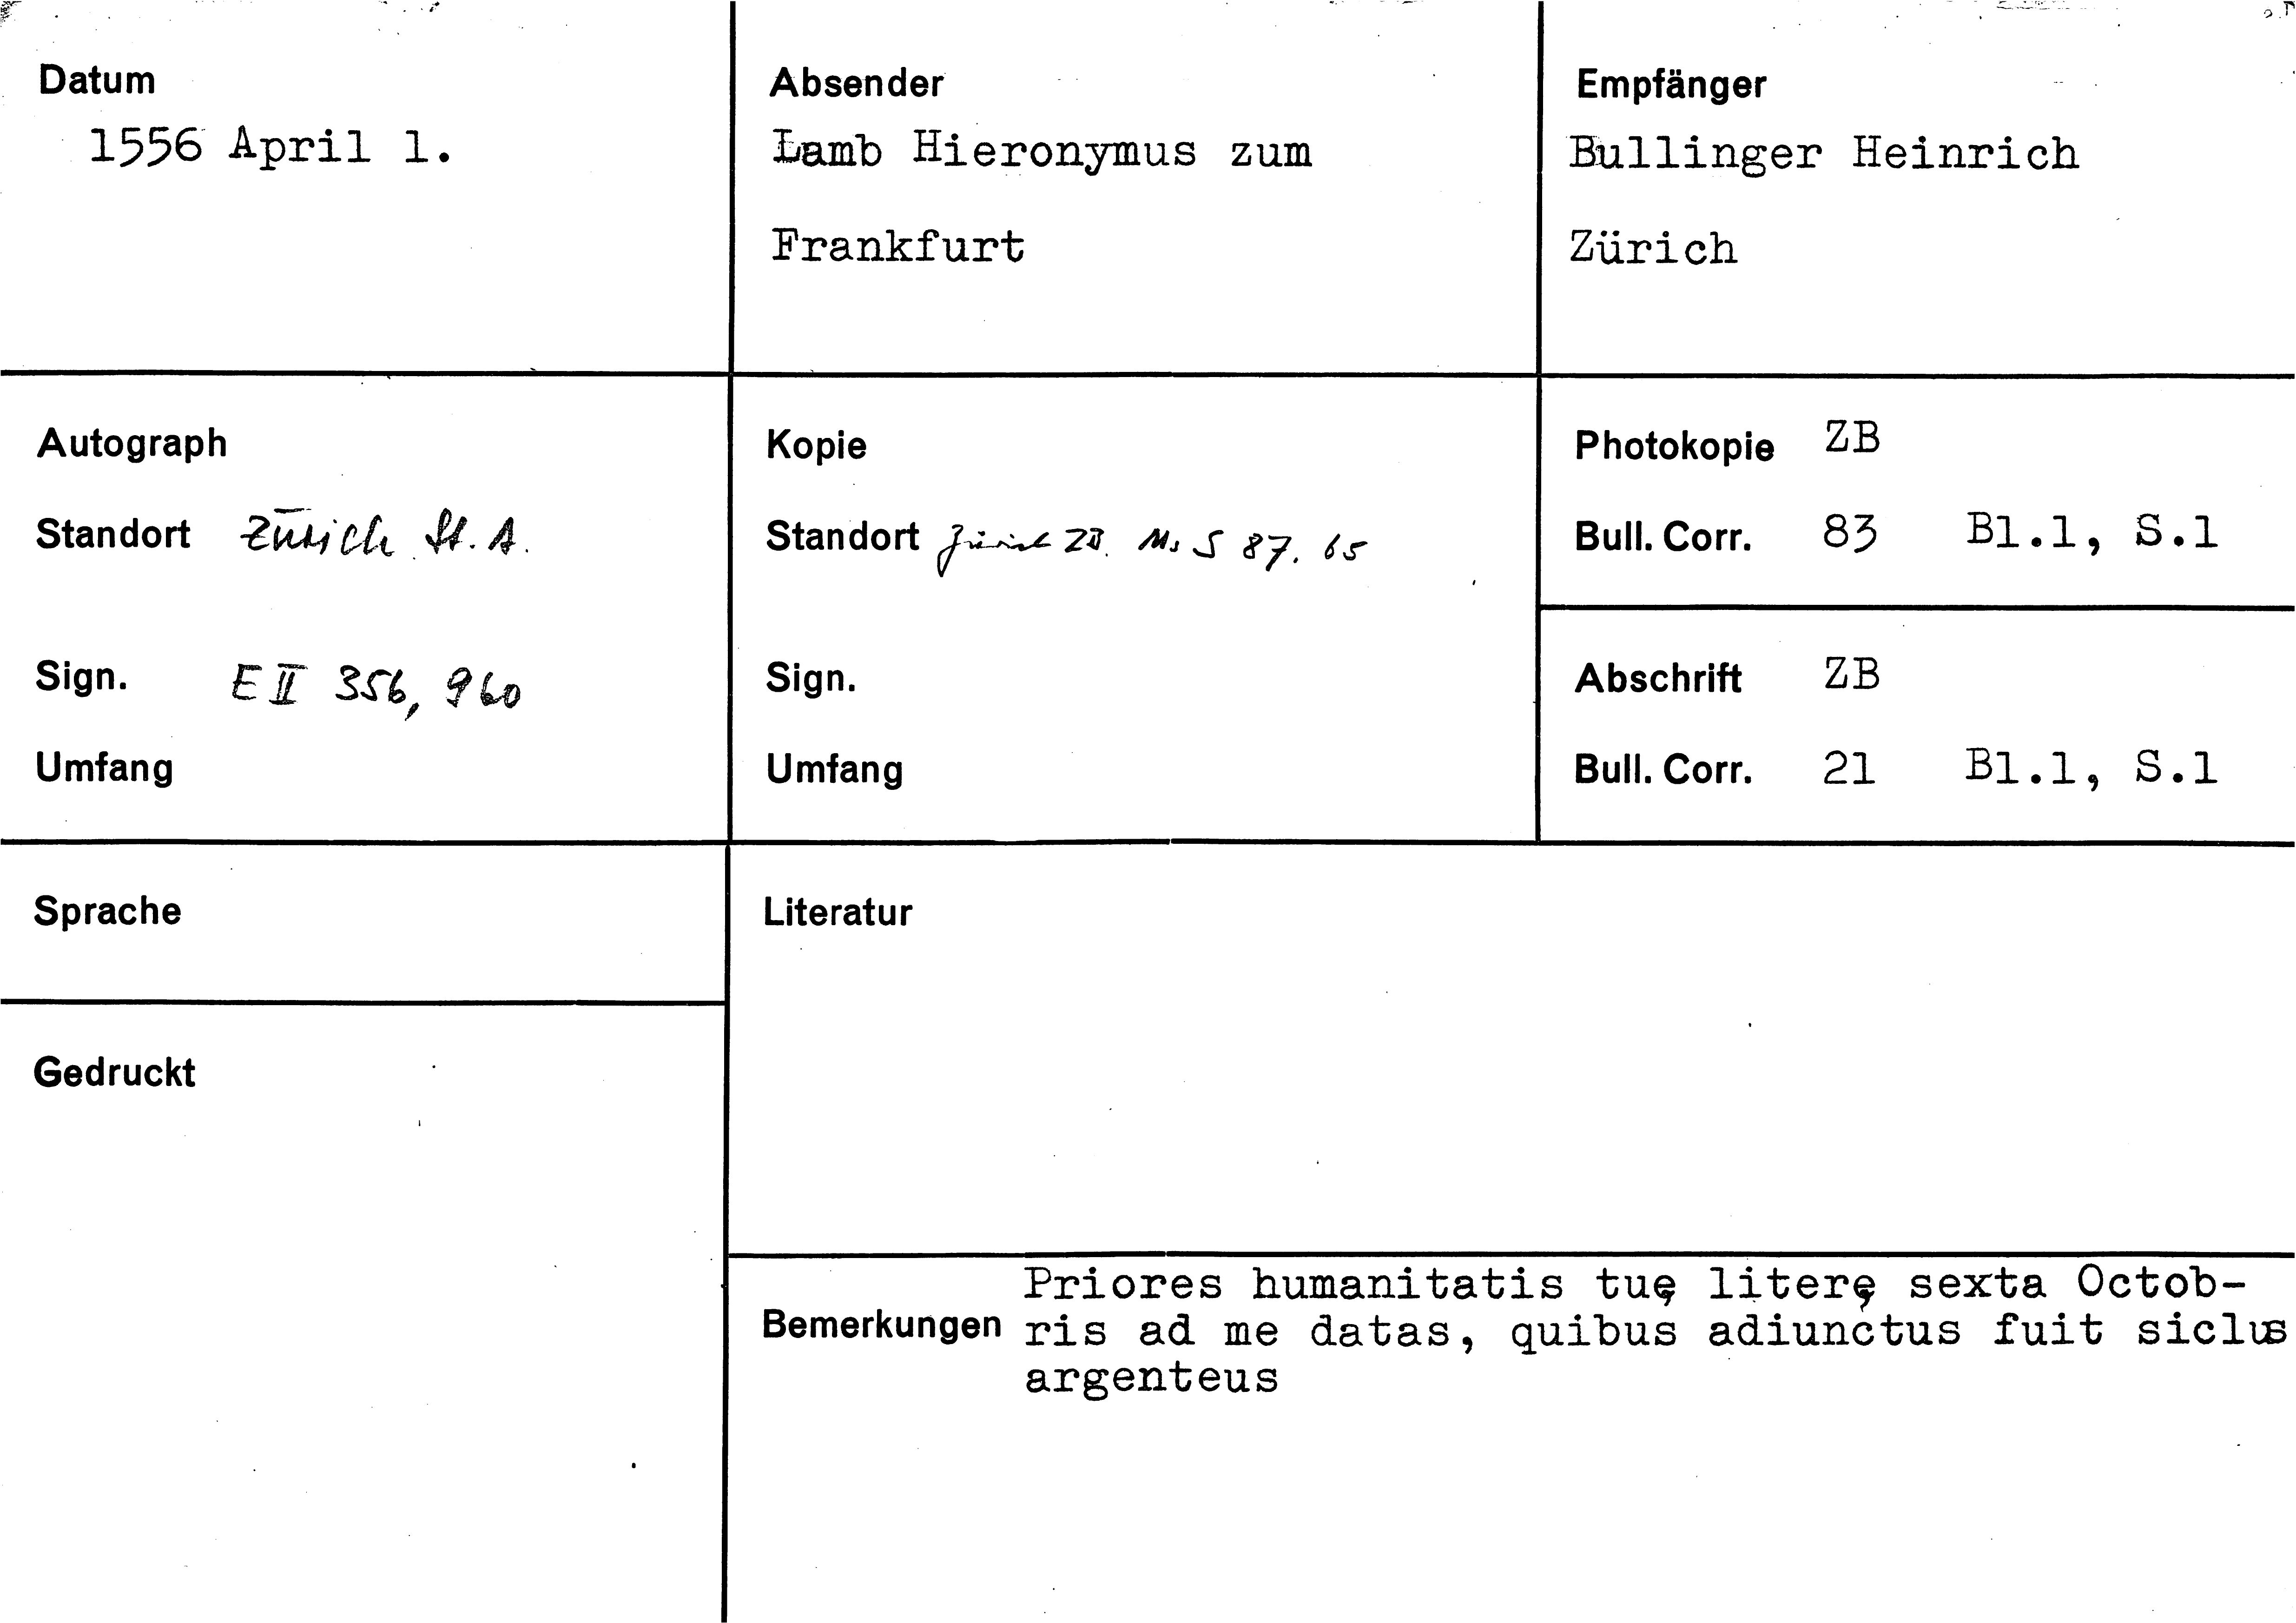 Datum
1556 April 1.
Absender
Lamb Hieronymus zum
Frankfurt
Empfänger
Bullinger Heinrich
Zürich
Autograph
Standort Zürich St. A.
Sign. E II 356, 960
Umfang
Kopie
Standort Zürich ZB. Ms S 87. 65
Sign.
Umfang
Photokopie ZB
Bull. Corr. 83 Bl.1, S.1
Abschrift ZB
Bull. Corr. 21 Bl.1, S.1
Sprache
Literatur
Gedruckt
Bemerkungen
Priores humanitatis tuę literę sexta Octob-
ris ad me datas, quibus adiunctus fuit siclus
argenteus